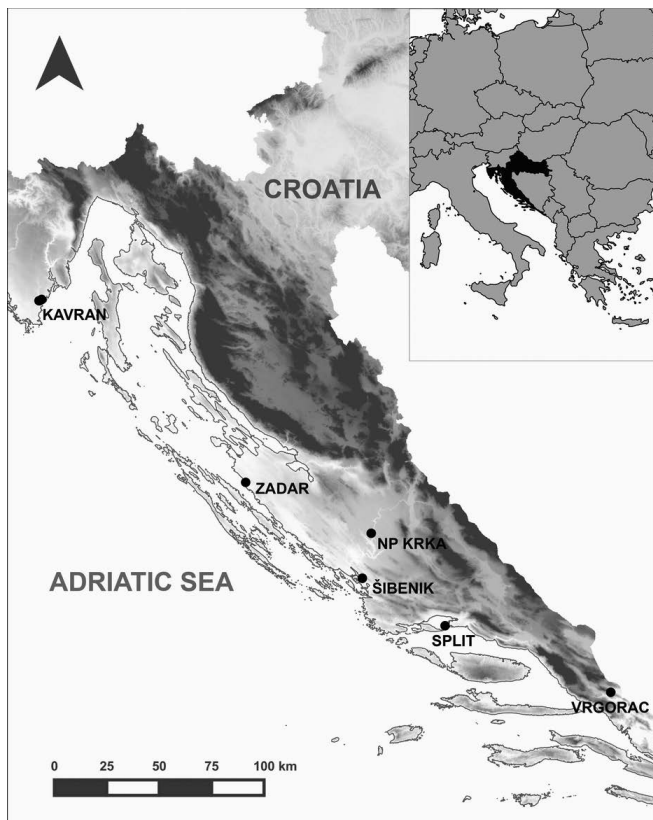 CROATIA
KAVRAN
ZADAR
NP KRKA
ADRIATIC SEA
ŠIBENIK
SPLIT
VRGORAC
0 25 50 75 100 km